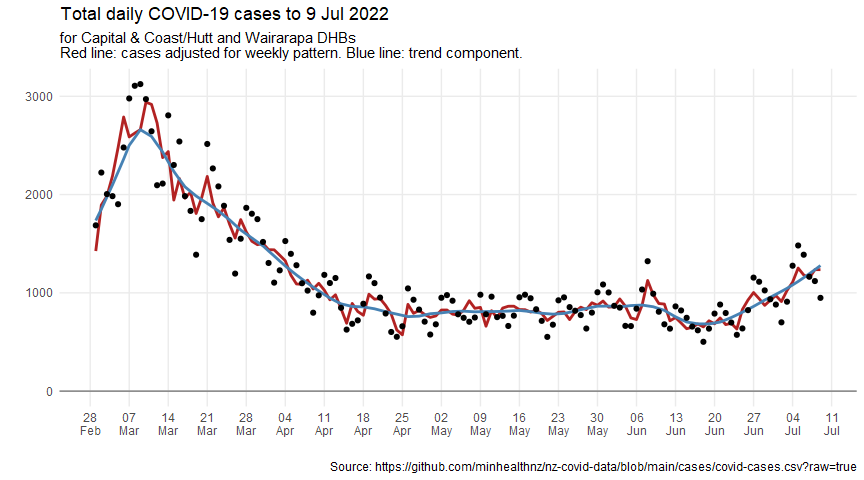 Total daily COVID-19 cases to 9 Jul 2022
for Capital & Coast/Hutt and Wairarapa DHBs
Red line: cases adjusted for weekly pattern. Blue line: trend component.
3000
2000
1000
0
28 07 14 21 28 04 11 18 25 02 09 16 23 30 06 13 20 27 04 11
Feb Mar Mar Mar Mar Apr Apr Apr Apr May May May May May Jun Jun Jun Jun Jul Jul
Source: https://github.com/minhealthnz/nz-covid-data/blob/main/cases/covid-cases.csv?raw=true